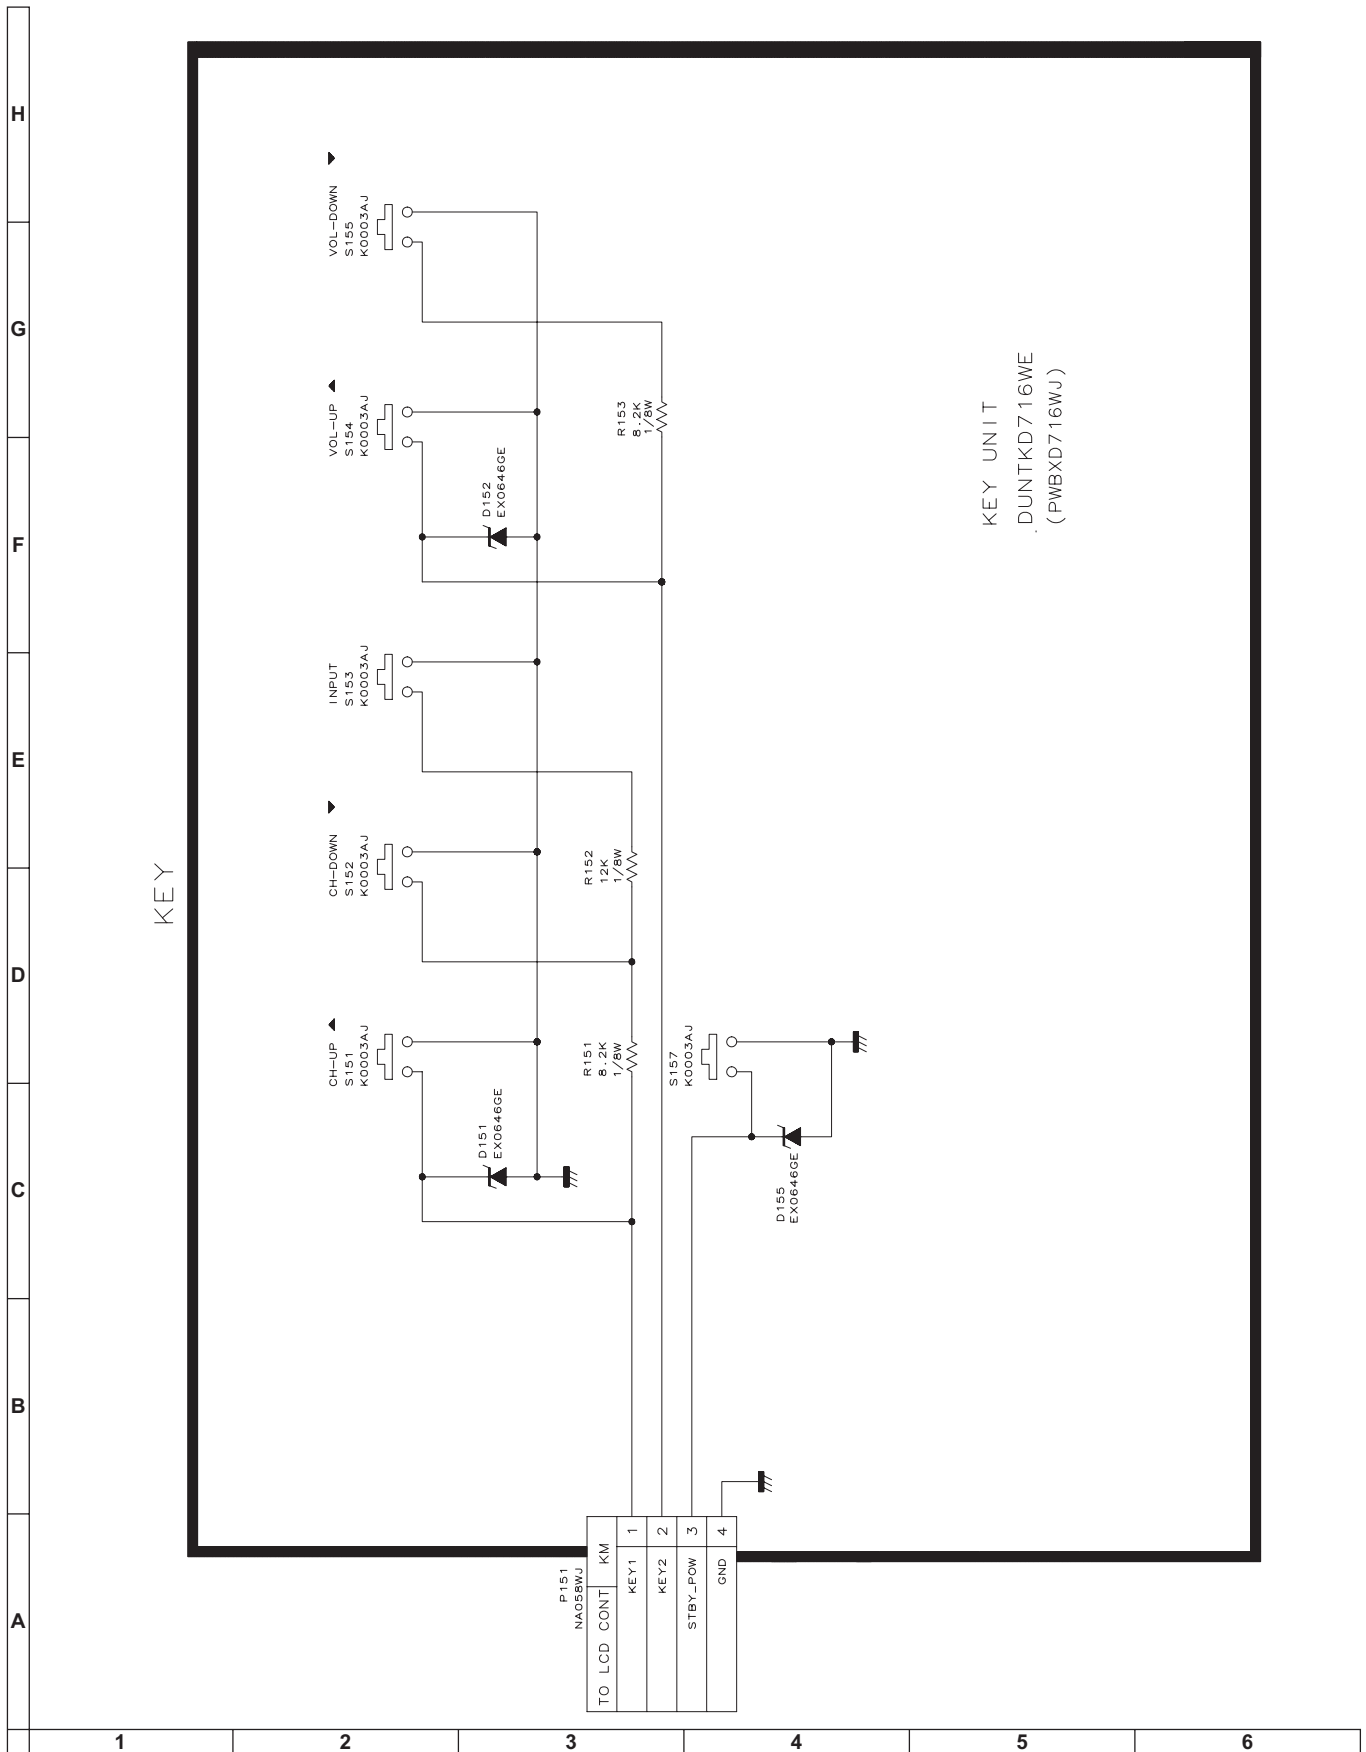 H
G
F
E
D
C
B
A
1
2
3
4
5
6
KEY
VOL-DOWN ▼
S155
K0003AJ
VOL-UP ▲
S154
K0003AJ
D152
EX0646GE
R153
8.2K
1/8W
INPUT
S153
K0003AJ
CH-DOWN ▼
S152
K0003AJ
R152
12K
1/8W
CH-UP ▲
S151
K0003AJ
D151
EX0646GE
R151
8.2K
1/8W
S157
K0003AJ
D155
EX0646GE
KEY UNIT
DUNTKD716WE
(PWBXD716WJ)
P151
NA058WJ
TO LCD CONT KM
KEY1 1
KEY2 2
STBY_POW 3
GND 4